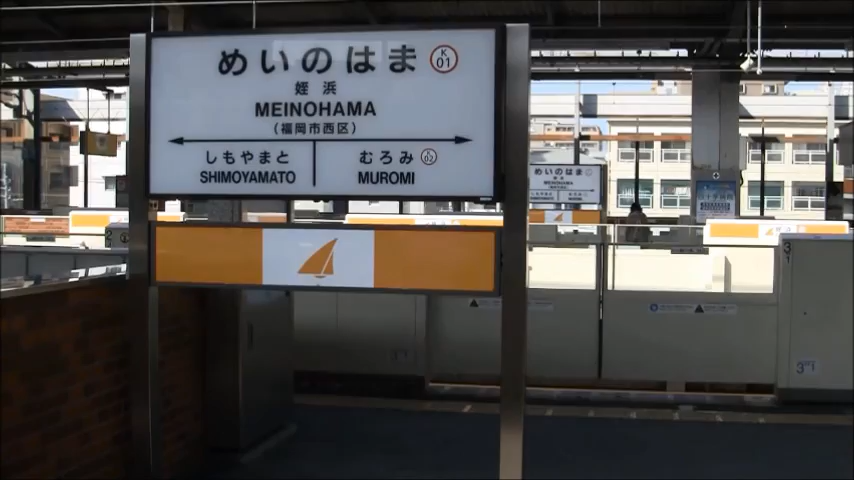 めいのはま
K
01
姪浜
MEINOHAMA
(福岡市西区)
しもやまと
むろみ
K
02
SHIMOYAMATO
MUROMI
めいのはま
MEINOHAMA
3
3